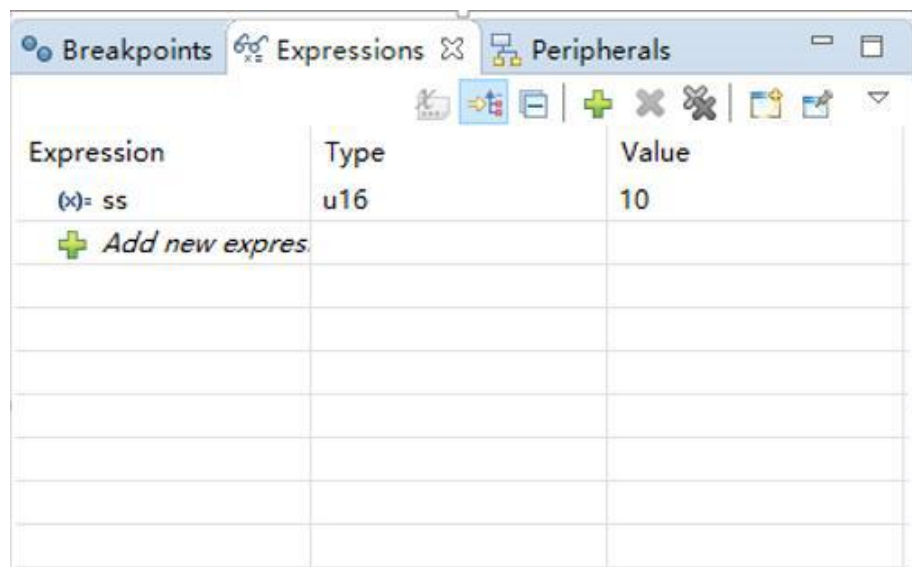 Breakpoints Expressions Peripherals
Expression Type Value
(x)= ss u16 10
Add new expres